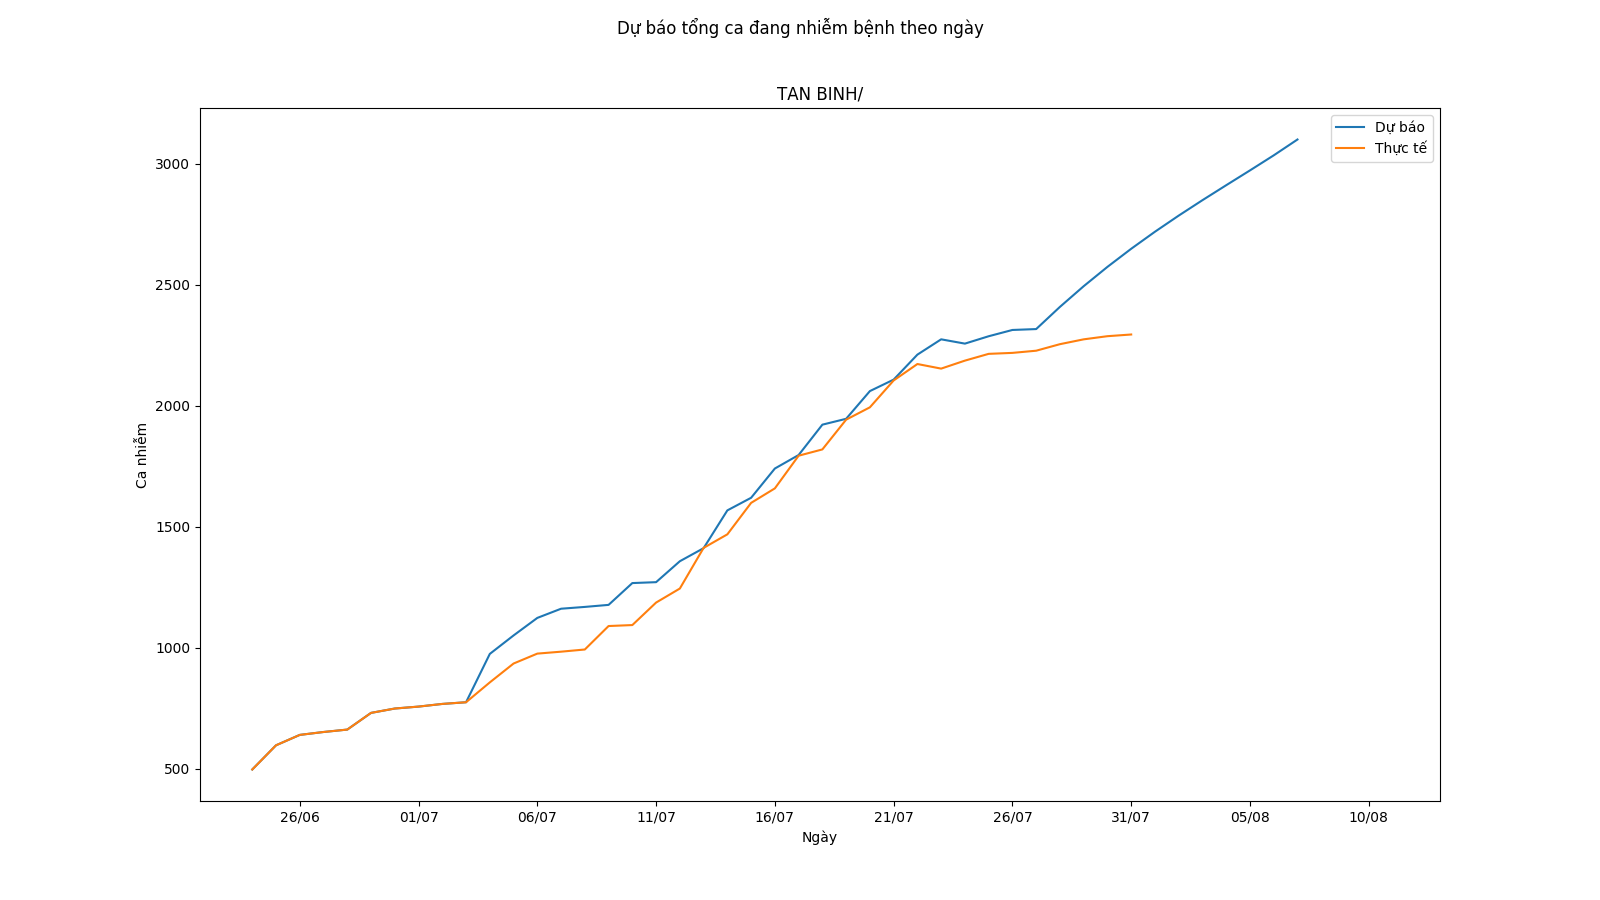 Dự báo tổng ca đang nhiễm bệnh theo ngày
TAN BINH/
Dự báo
Thực tế
3000
2500
2000
1500
1000
500
Ca nhiễm
26/06
01/07
06/07
11/07
16/07
21/07
26/07
31/07
05/08
10/08
Ngày